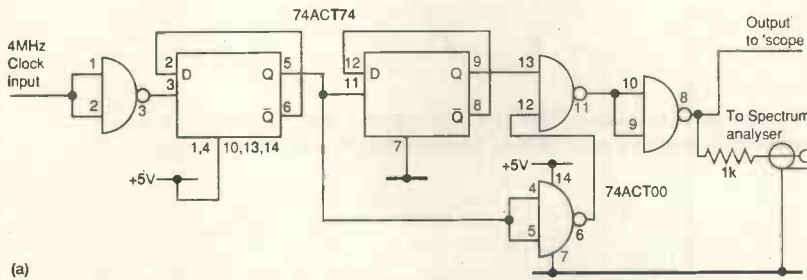 74ACT74
Output
to 'scope
4MHz
Clock
input
1
2
3
2
3
D
Q
Q
5
6
1,4
10,13,14
+5V
12
11
D
Q
Q
9
8
7
13
12
11
10
9
8
To Spectrum
analyser
1k
+5V
14
74ACT00
4
5
6
7
(a)